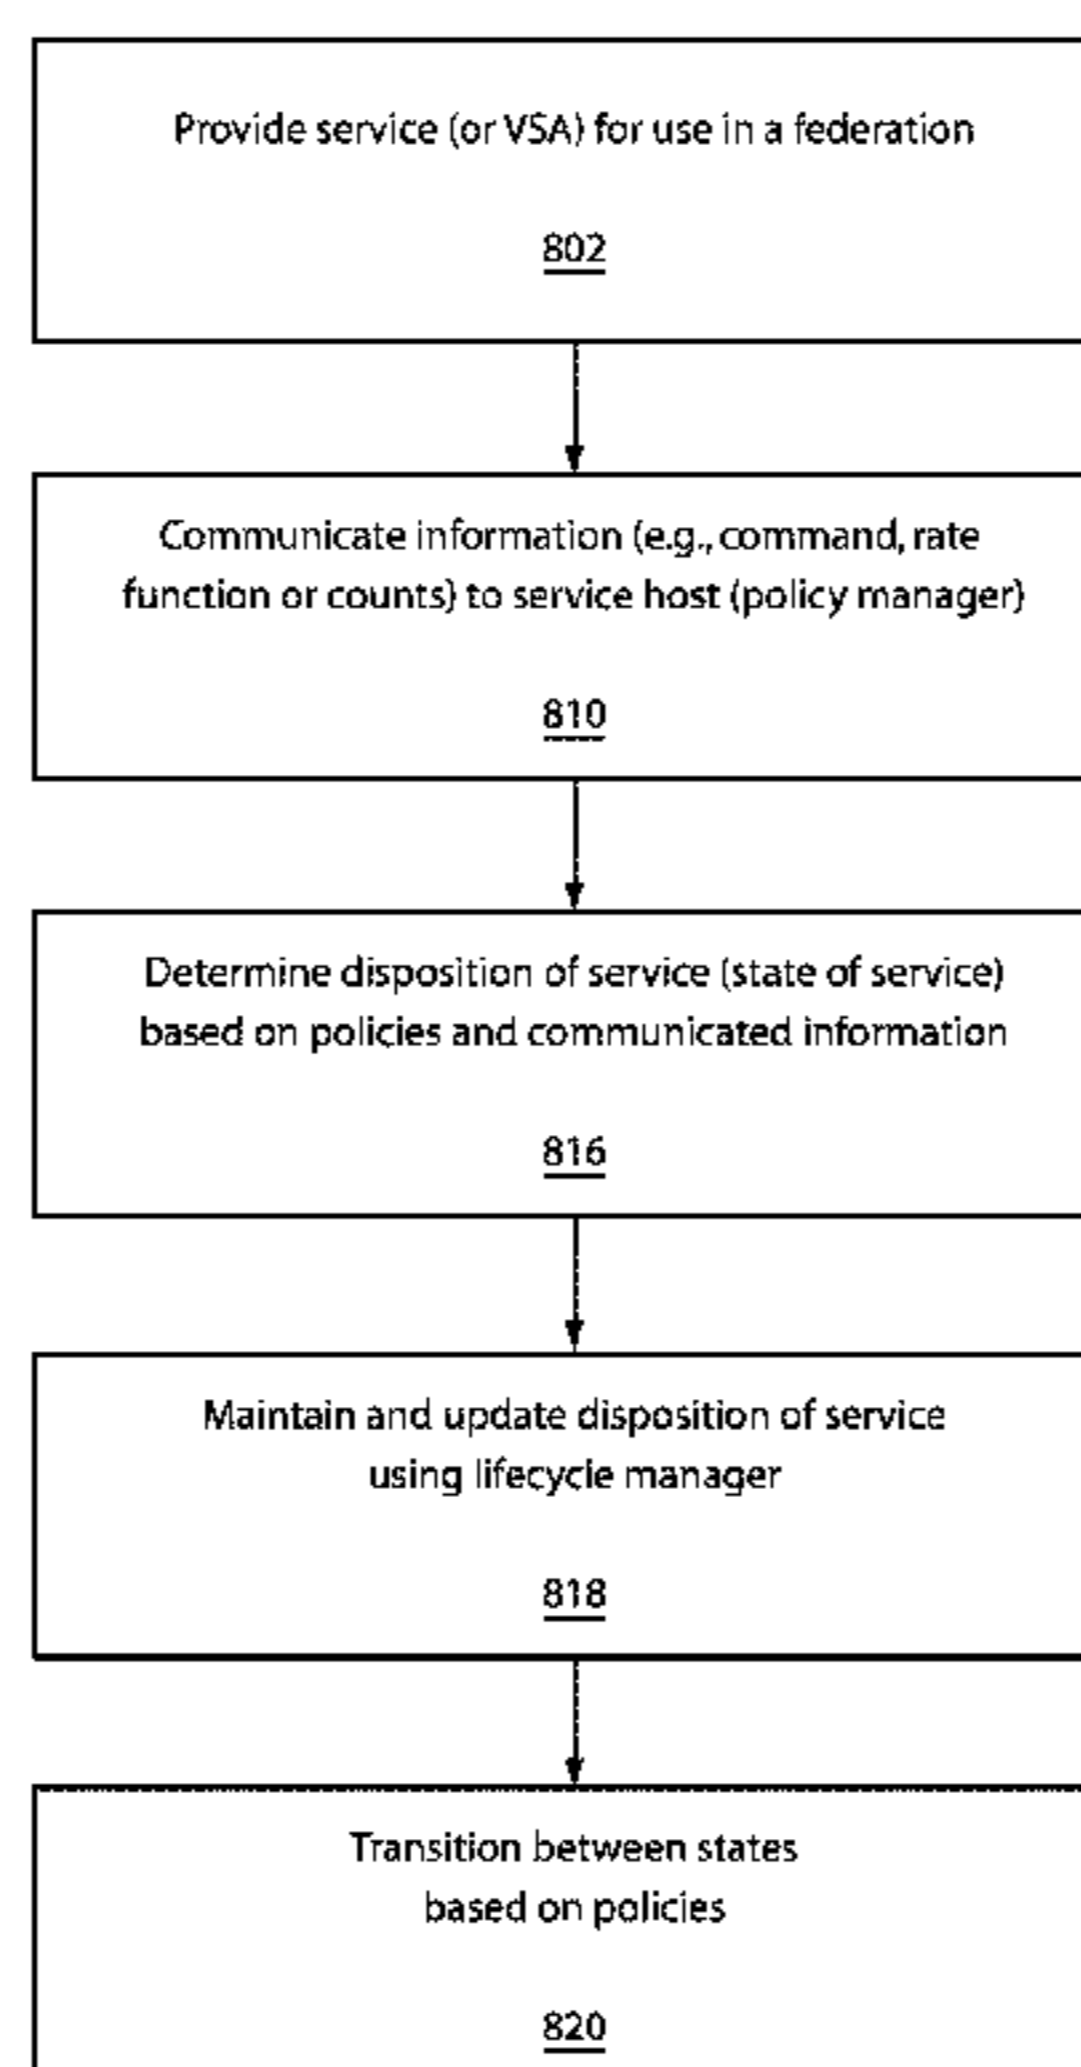 Provide service (or VSA) for use in a federation
802
Communicate information (e.g., command, rate
function or counts) to service host (policy manager)
810
Determine disposition of service (state of service)
based on policies and communicated information
816
Maintain and update disposition of service
using lifecycle manager
818
Transition between states
based on policies
820